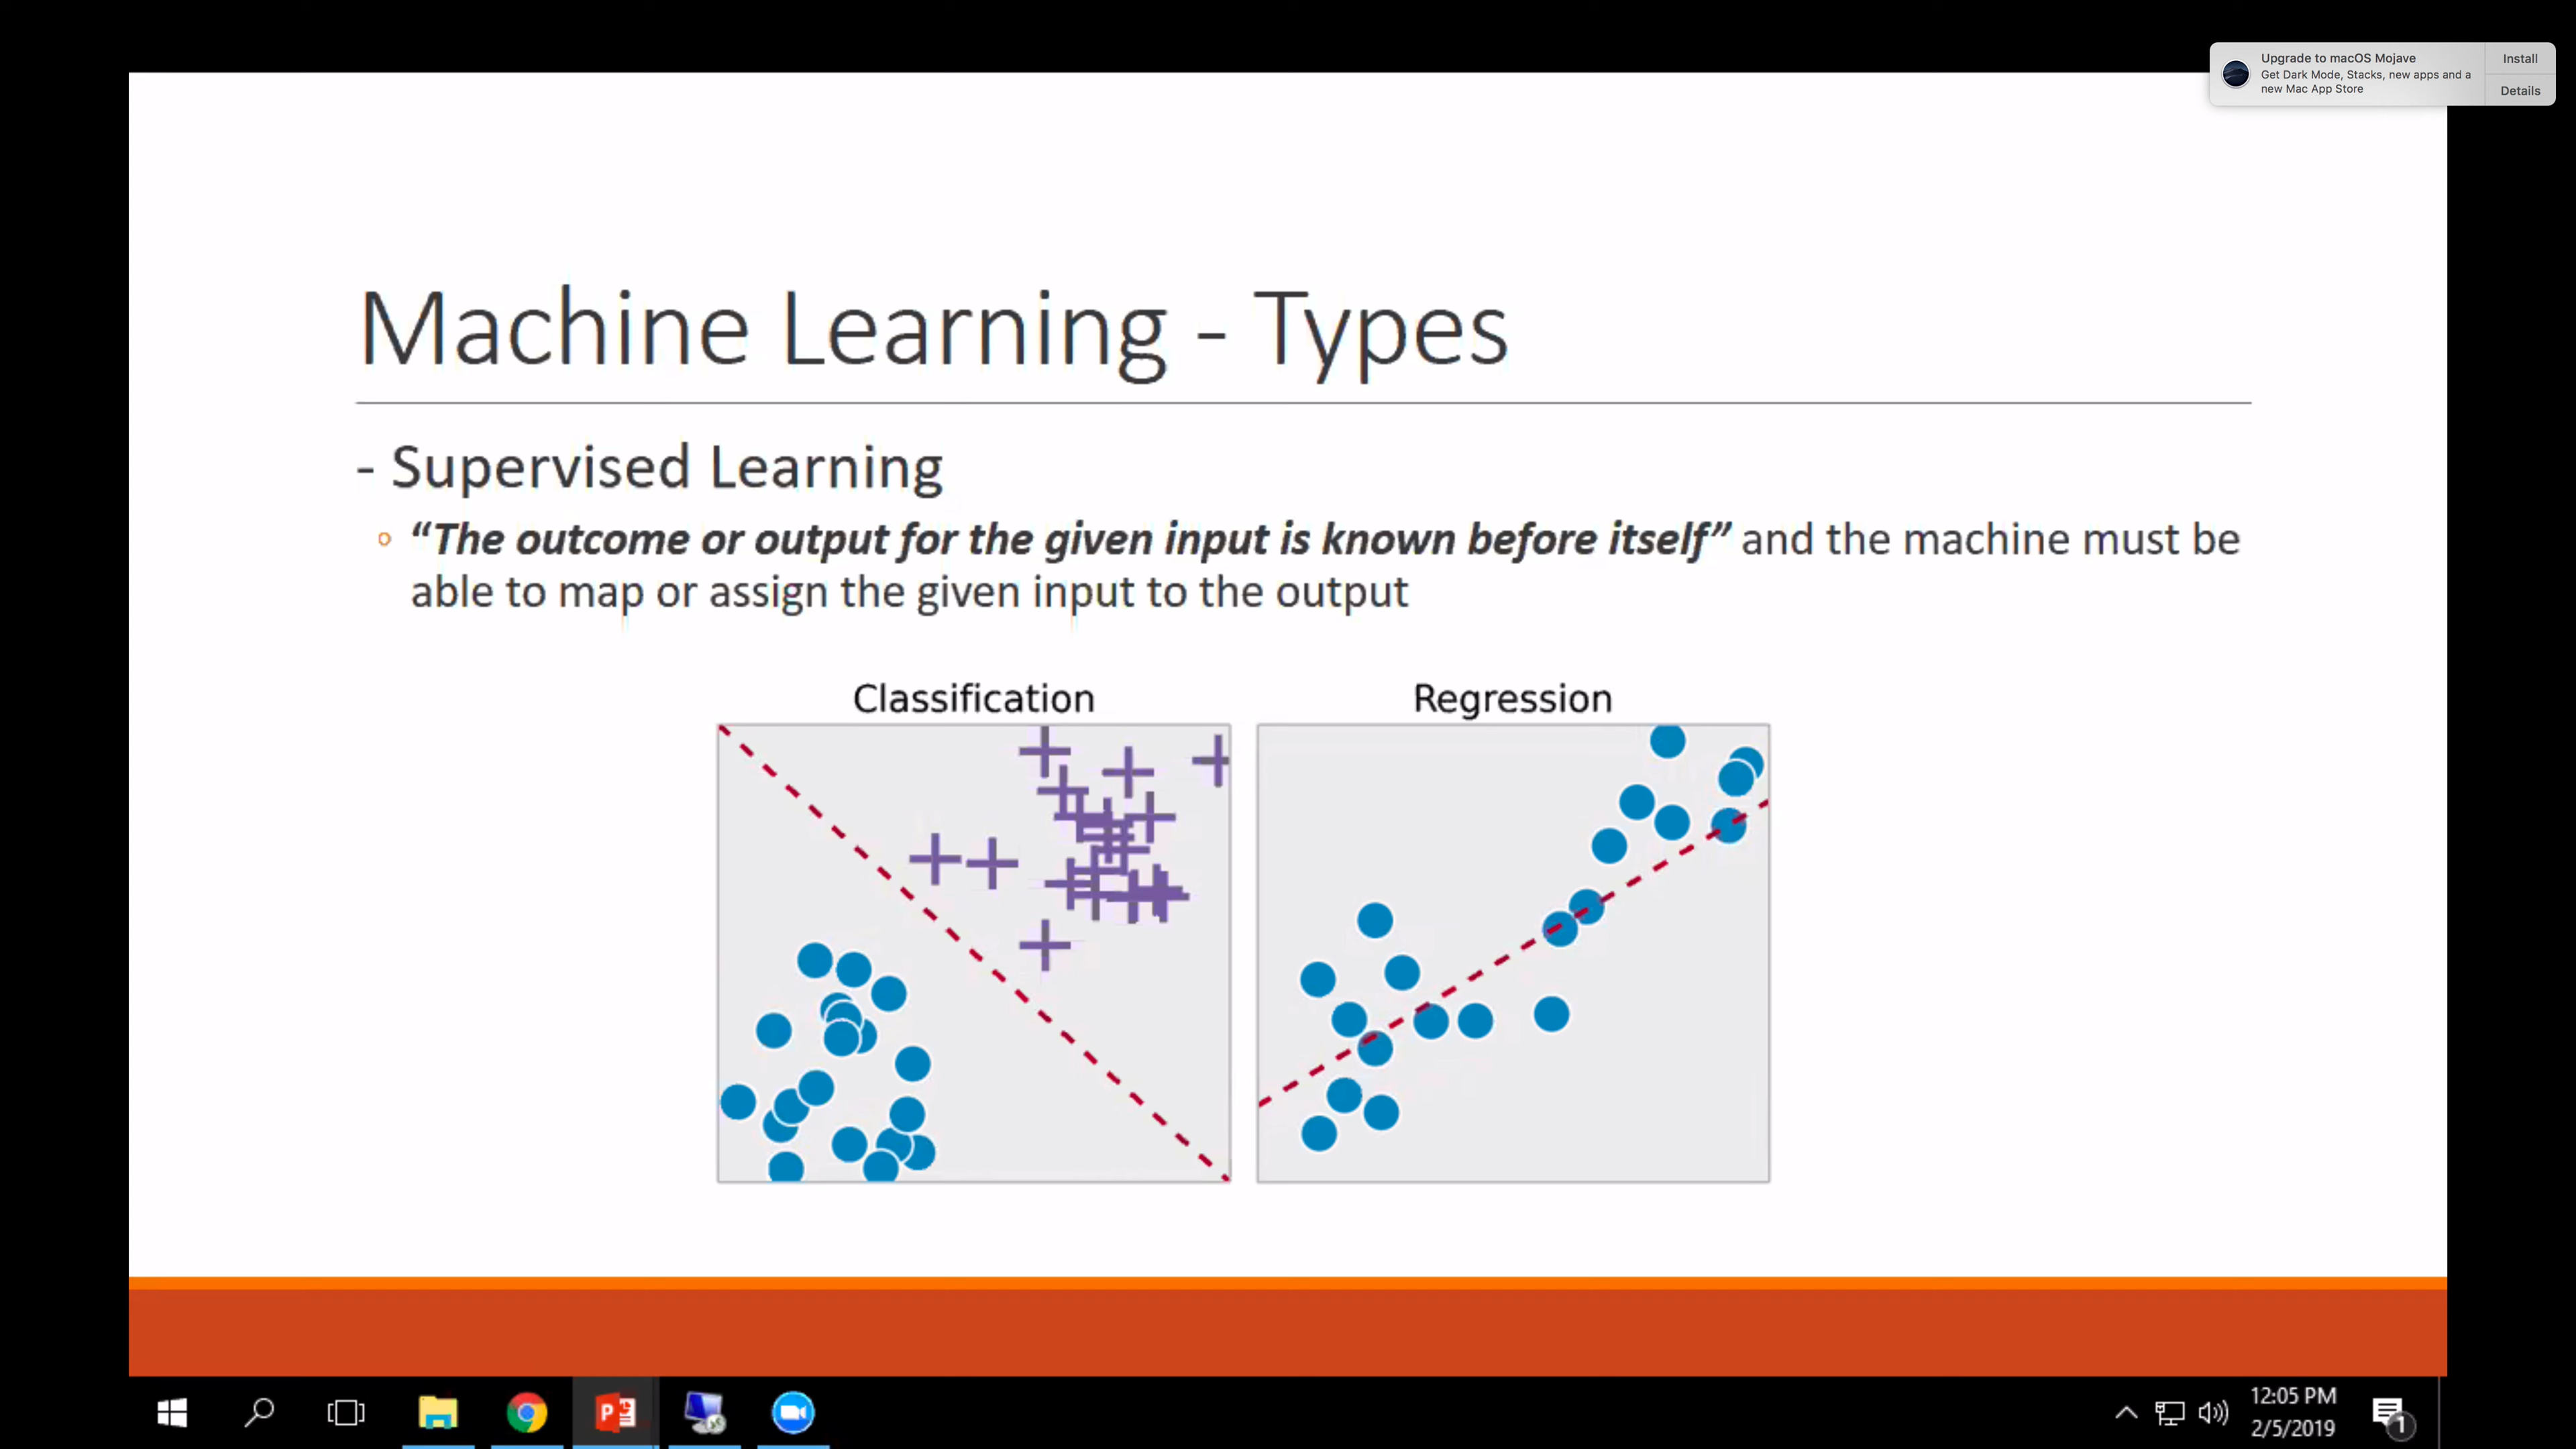 Upgrade to macOS Mojave
Get Dark Mode, Stacks, new apps and a
new Mac App Store
Install
Details
Machine Learning - Types
- Supervised Learning
“The outcome or output for the given input is known before itself” and the machine must be
able to map or assign the given input to the output
Classification
Regression
12:05 PM
2/5/2019
1